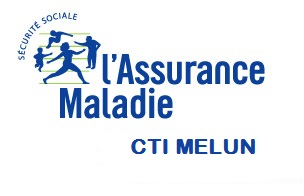 SÉCURITÉ SOCIALE
l'Assurance
Maladie
CTI MELUN